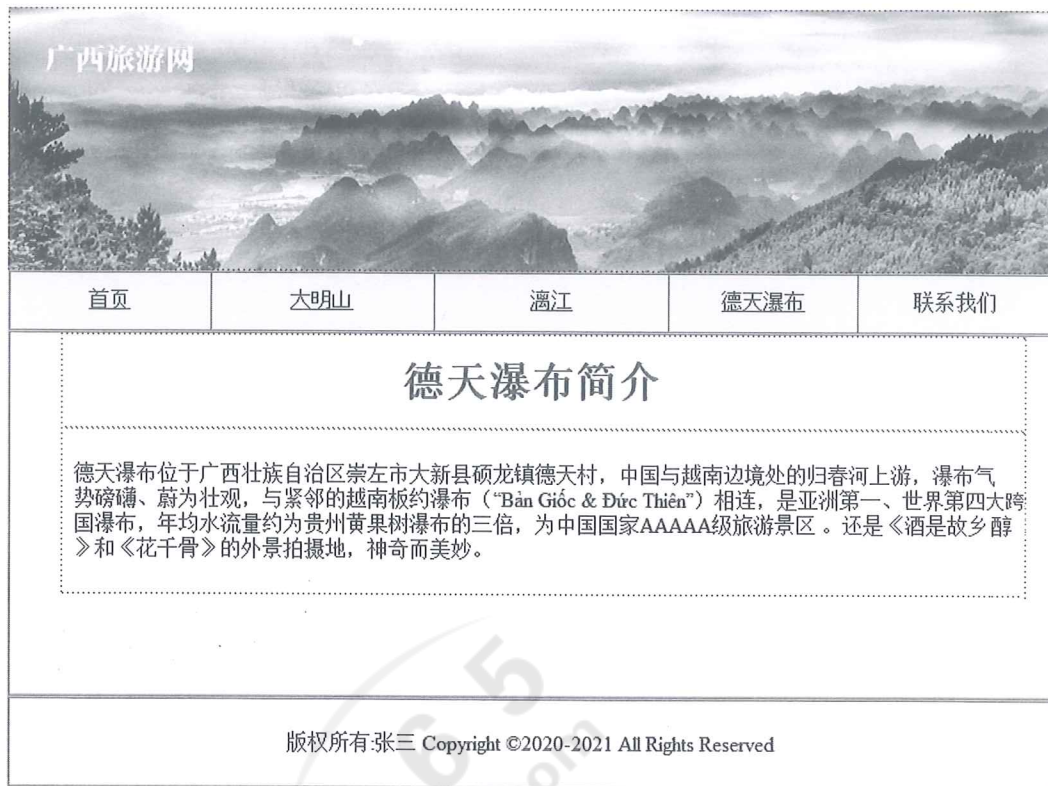 广西旅游网
首页 大明山 漓江 德天瀑布 联系我们
德天瀑布简介
德天瀑布位于广西壮族自治区崇左市大新县硕龙镇德天村，中国与越南边境处的归春河上游，瀑布气
势磅礴、蔚为壮观，与紧邻的越南板约瀑布（“Bản Giốc & Đức Thiên”）相连，是亚洲第一、世界第四大跨
国瀑布，年均水流量约为贵州黄果树瀑布的三倍，为中国国家AAAAA级旅游景区 。还是《酒是故乡醇
》和《花千骨》的外景拍摄地，神奇而美妙。
65
om
版权所有:张三 Copyright ©2020-2021 All Rights Reserved